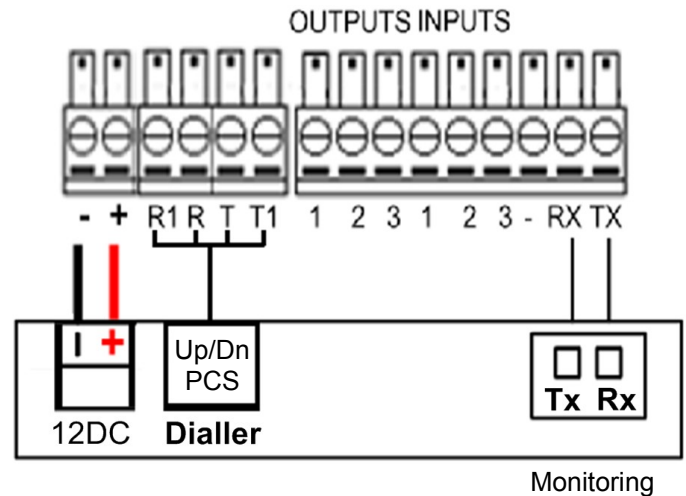 OUTPUTS INPUTS
- + R1 R T T1 1 2 3 1 2 3 - RX TX
- +
Up/Dn
PCS
Tx Rx
12DC Dialler
Monitoring